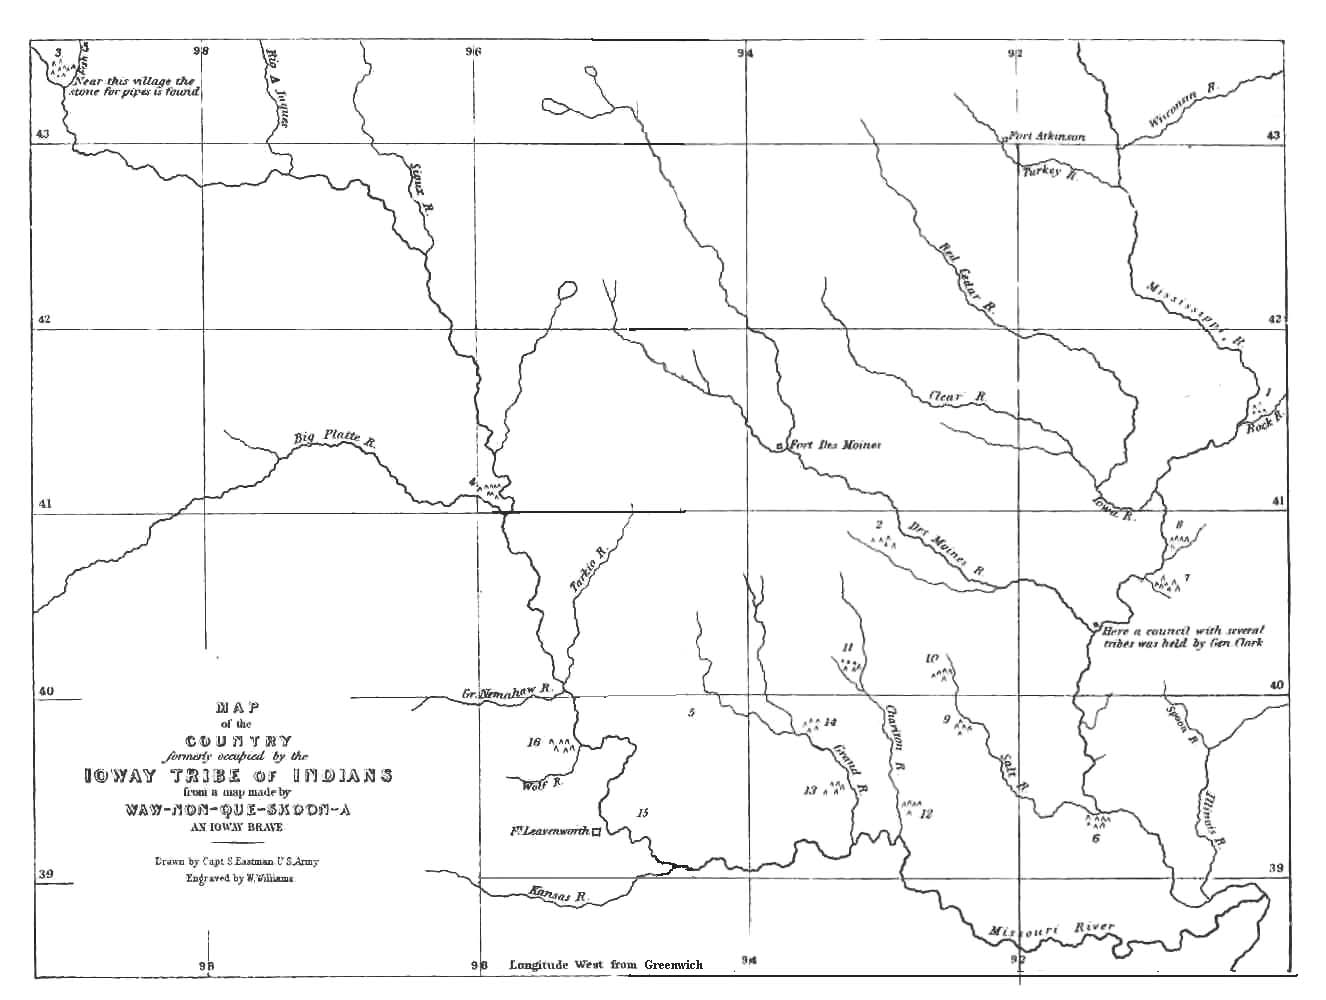 98
96
94
92
3
Near this village the
stone for pipes is found
Rio A Jaques
Sioux R.
Wisconsin R.
Fort Atkinson
Turkey R.
43
43
Red Cedar R.
Mississippi R.
42
42
Clear R.
1
Rock R.
Big Platte R.
Fort Des Moines
4
41
41
Iowa R.
2
Des Moines R.
8
7
Tarkio R.
Here a council with several
tribes was held by Gen Clark
11
10
40
40
Gr. Nemahaw R.
5
14
9
Spoon R.
Chariton R.
16
Grand R.
Salt R.
Wolf R.
13
12
15
6
Illinois R.
Ft. Leavenworth
39
39
Kansas R.
Missouri River
MAP
of the
COUNTRY
formerly occupied by the
IOWAY TRIBE OF INDIANS
from a map made by
WAW-NON-QUE-SKOON-A
AN IOWAY BRAVE
Drawn by Capt S. Eastman U.S. Army
Engraved by W. Williams
98
96
Longitude West from Greenwich
94
92